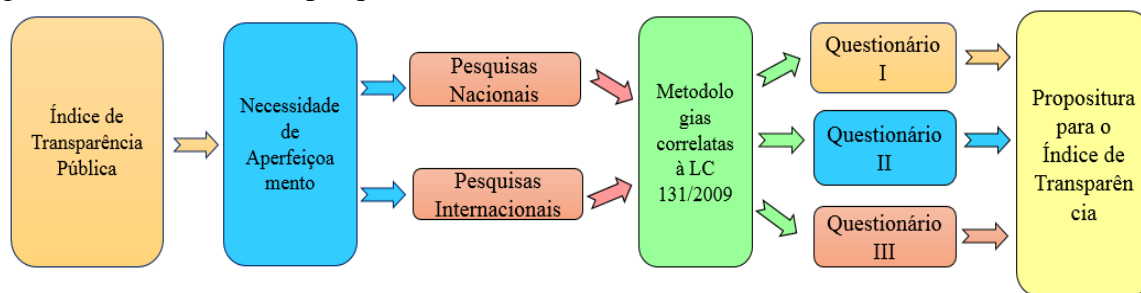 Índice de
Transparência
Pública
Necessidade
de
Aperfeiçoa
mento
Pesquisas
Nacionais
Pesquisas
Internacionais
Metodolo
gias
correlatas
à LC
131/2009
Questionário
I
Questionário
II
Questionário
III
Propositura
para o
Índice de
Transparên
cia